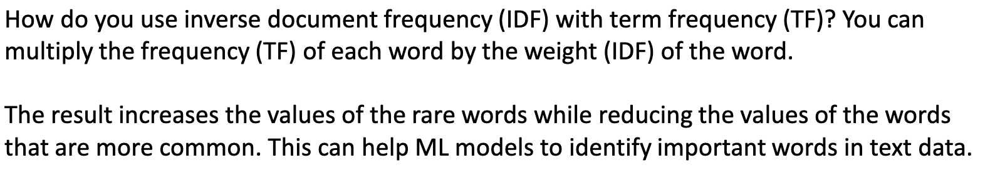 How do you use inverse document frequency (IDF) with term frequency (TF)? You can
multiply the frequency (TF) of each word by the weight (IDF) of the word.
The result increases the values of the rare words while reducing the values of the words
that are more common. This can help ML models to identify important words in text data.